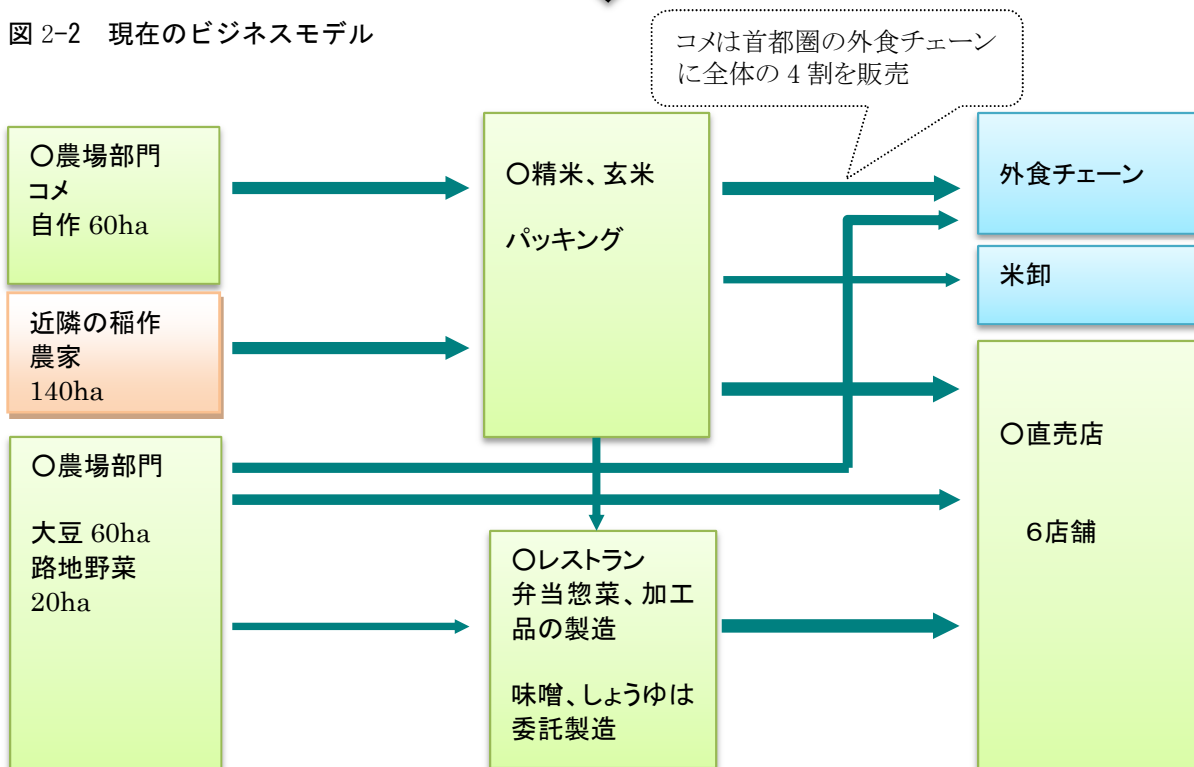 図 2-2 現在のビジネスモデル
コメは首都圏の外食チェーン
に全体の 4 割を販売
〇農場部門
コメ
自作 60ha
近隣の稲作
農家
140ha
〇農場部門
大豆 60ha
路地野菜
20ha
〇精米、玄米
パッキング
〇レストラン
弁当惣菜、加工
品の製造
味噌、しょうゆは
委託製造
外食チェーン
米卸
〇直売店
6店舗